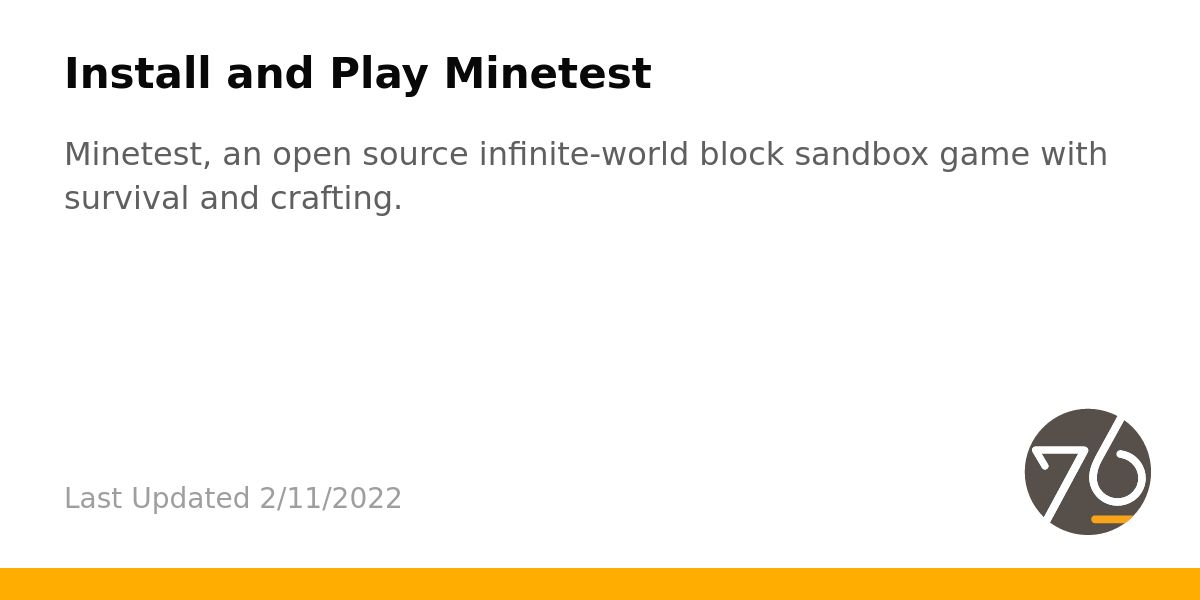 Install and Play Minetest
Minetest, an open source infinite-world block sandbox game with
survival and crafting.
Last Updated 2/11/2022
76